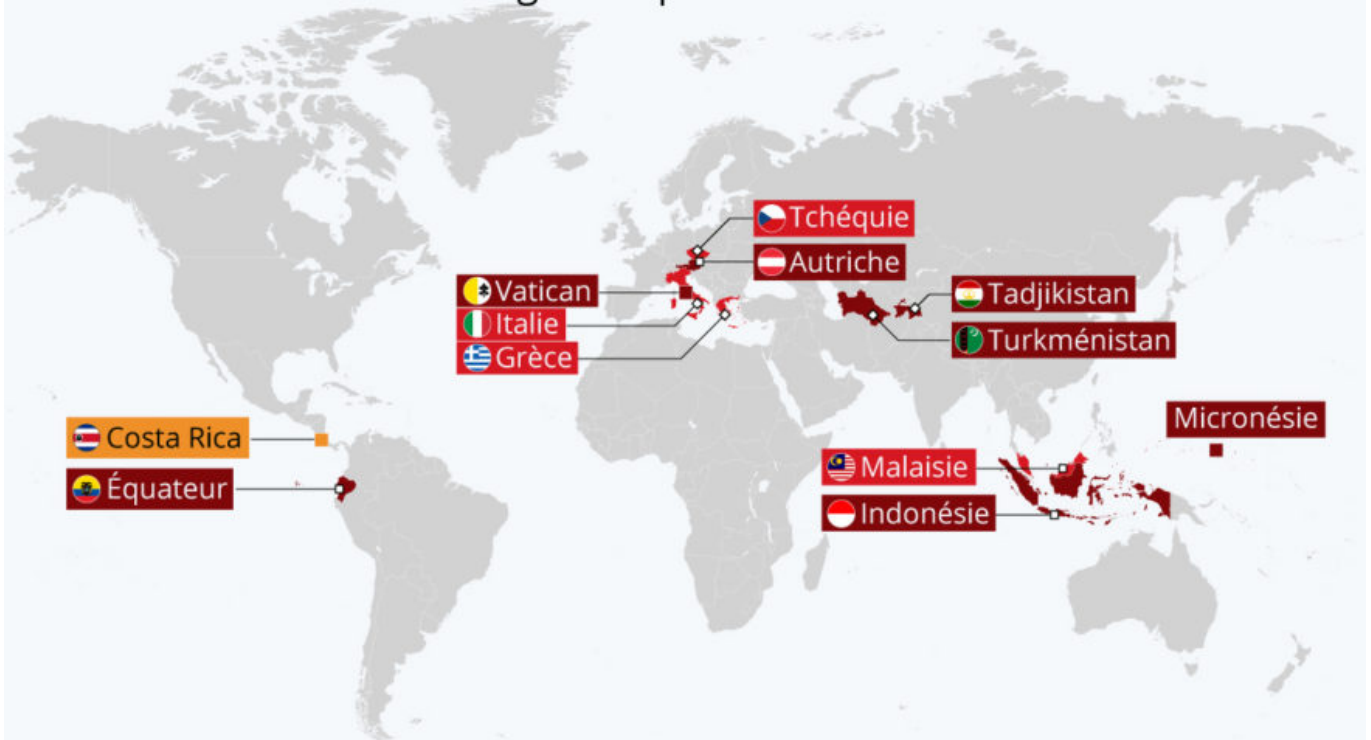 Tchéquie
Autriche
Vatican
Italie
Grèce
Tadjikistan
Turkménistan
Micronésie
Costa Rica
Équateur
Malaisie
Indonésie